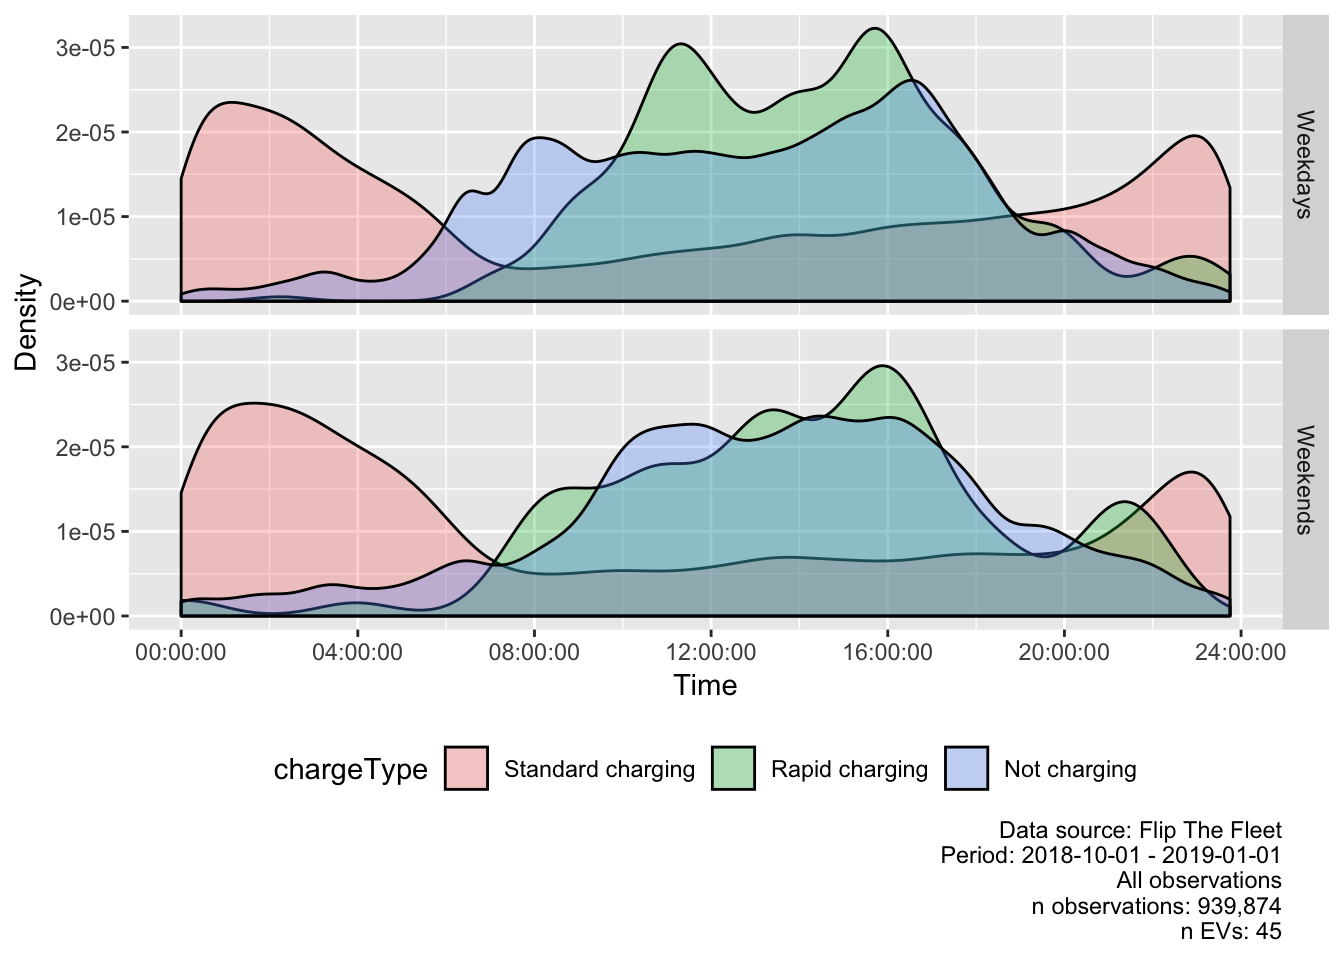 3e-05
2e-05
1e-05
0e+00
Weekdays
Density
3e-05
2e-05
1e-05
0e+00
Weekends
00:00:00 04:00:00 08:00:00 12:00:00 16:00:00 20:00:00 24:00:00
Time
chargeType Standard charging Rapid charging Not charging
Data source: Flip The Fleet
Period: 2018-10-01 - 2019-01-01
All observations
n observations: 939,874
n EVs: 45